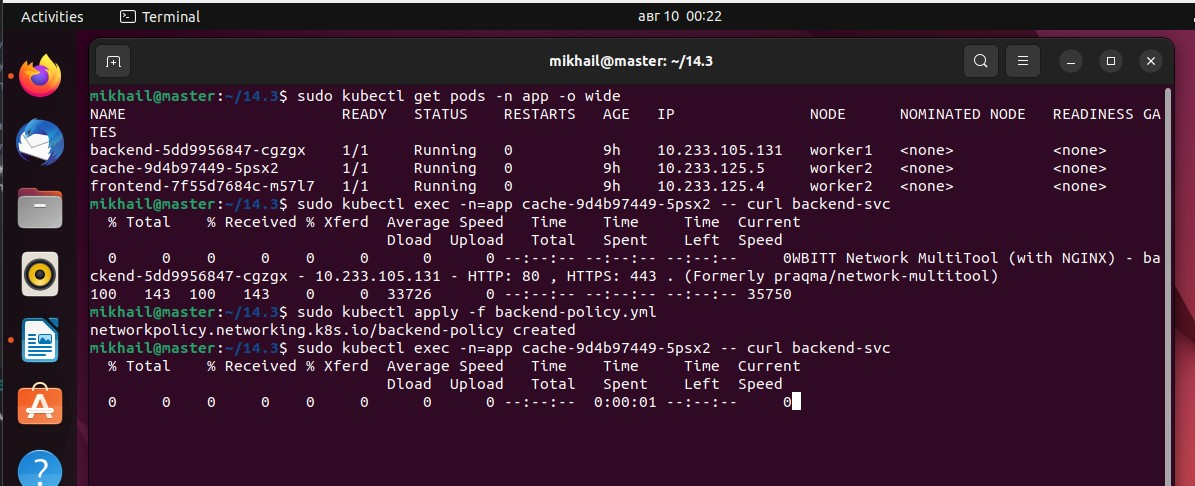 Activities
Terminal
авг 10 00:22
mikhail@master: ~/14.3
mikhail@master:~/14.3$ sudo kubectl get pods -n app -o wide
NAME                        READY   STATUS    RESTARTS   AGE   IP               NODE      NOMINATED NODE   READINESS GA
TES
backend-5dd9956847-cgzgx    1/1     Running   0          9h    10.233.105.131   worker1   <none>           <none>
cache-9d4b97449-5psx2       1/1     Running   0          9h    10.233.125.5     worker2   <none>           <none>
frontend-7f55d7684c-m57l7   1/1     Running   0          9h    10.233.125.4     worker2   <none>           <none>
mikhail@master:~/14.3$ sudo kubectl exec -n=app cache-9d4b97449-5psx2 -- curl backend-svc
  % Total    % Received % Xferd  Average Speed   Time    Time     Time  Current
                                 Dload  Upload   Total   Spent    Left  Speed
  0     0    0     0    0     0      0      0 --:--:-- --:--:-- --:--:--     0WBITT Network MultiTool (with NGINX) - ba
ckend-5dd9956847-cgzgx - 10.233.105.131 - HTTP: 80 , HTTPS: 443 . (Formerly praqma/network-multitool)
100   143  100   143    0     0  33726      0 --:--:-- --:--:-- --:--:-- 35750
mikhail@master:~/14.3$ sudo kubectl apply -f backend-policy.yml
networkpolicy.networking.k8s.io/backend-policy created
mikhail@master:~/14.3$ sudo kubectl exec -n=app cache-9d4b97449-5psx2 -- curl backend-svc
  % Total    % Received % Xferd  Average Speed   Time    Time     Time  Current
                                 Dload  Upload   Total   Spent    Left  Speed
  0     0    0     0    0     0      0      0 --:--:--  0:00:01 --:--:--     0